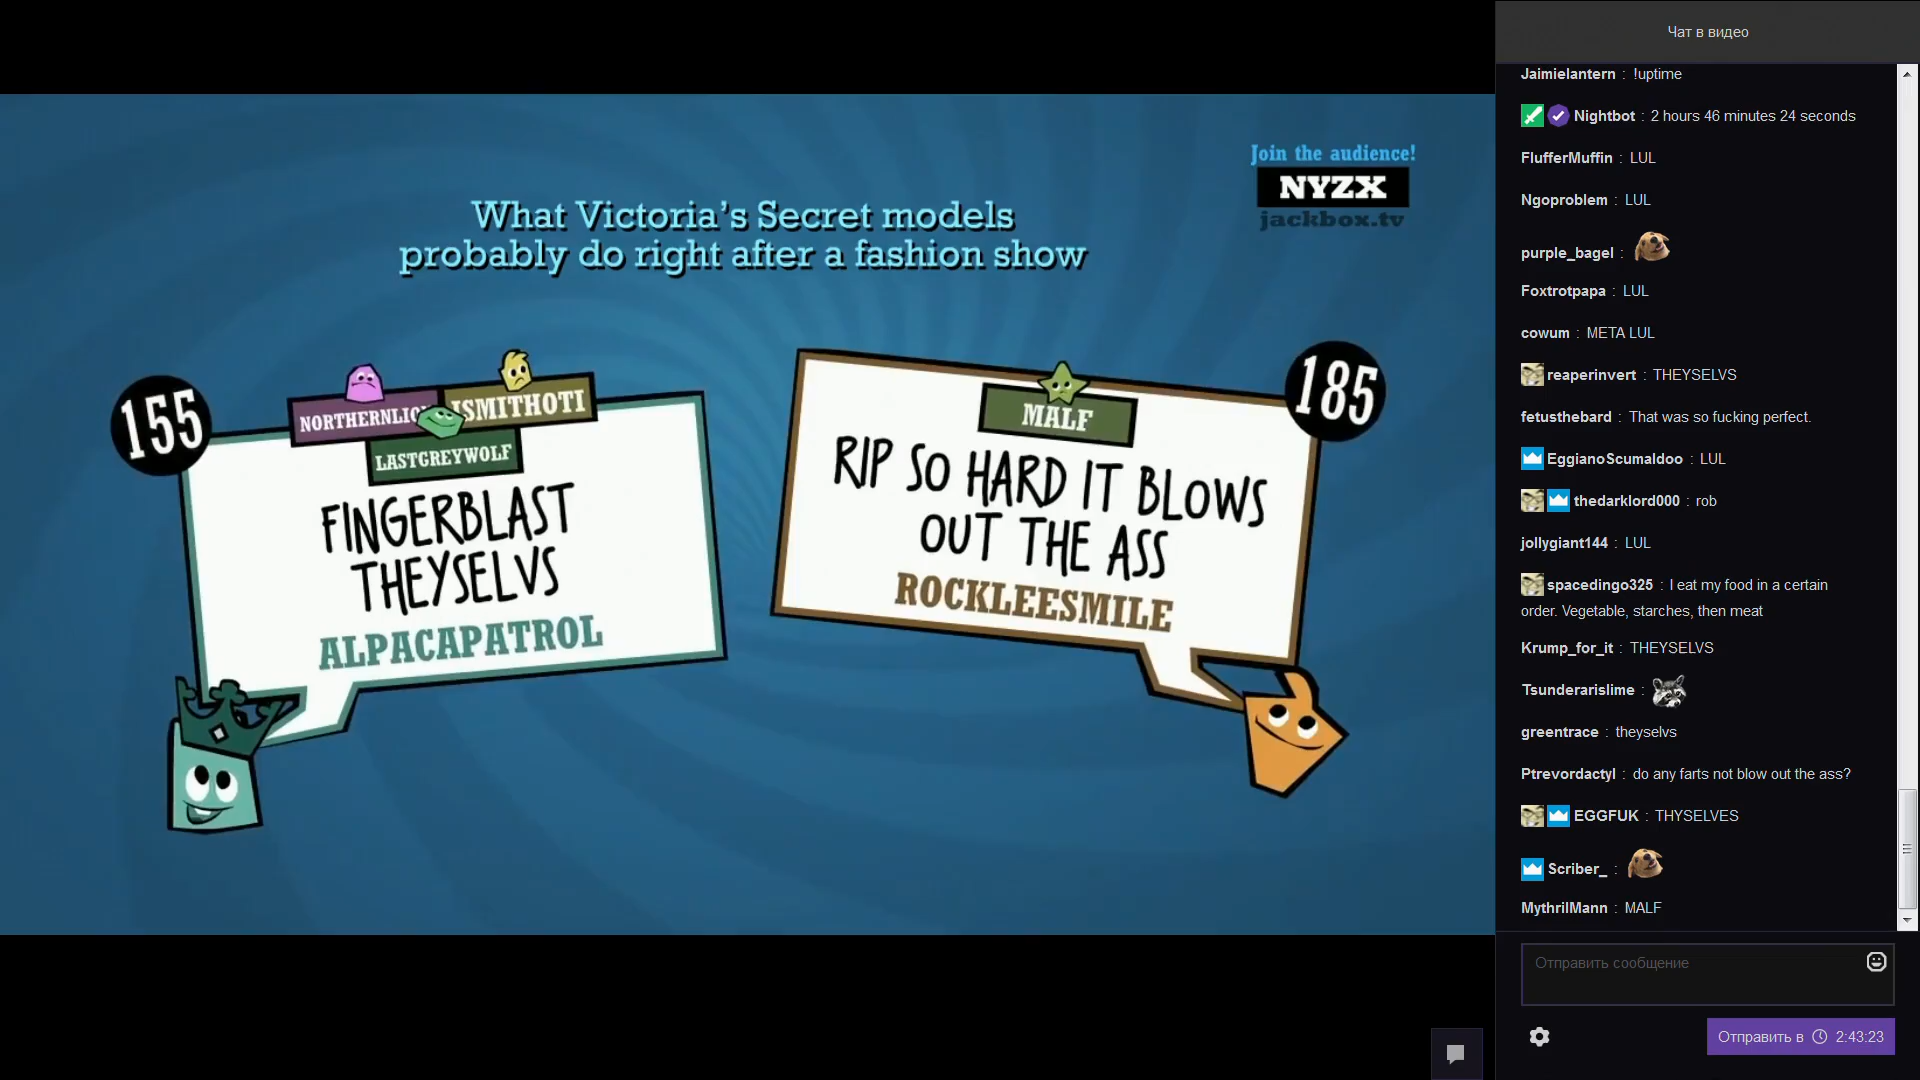 Join the audience!
NYZX
jackbox.tv
What Victoria's Secret models
probably do right after a fashion show
155
NORTHERNLIO
ISMITHOTI
LASTGREYWOLF
FINGERBLAST
THEYSELVS
ALPACAPATROL
185
MALF
RIP SO HARD IT BLOWS
OUT THE ASS
ROCKLEESMILE
Чат в видео
Jaimielantern : !uptime
Nightbot : 2 hours 46 minutes 24 seconds
FlufferMuffin : LUL
Ngoproblem : LUL
purple_bagel :
Foxtrotpapa : LUL
cowum : META LUL
reaperinvert : THEYSELVS
fetusthebard : That was so fucking perfect.
EggianoScumaldoo : LUL
thedarklord000 : rob
jollygiant144 : LUL
spacedingo325 : I eat my food in a certain
order. Vegetable, starches, then meat
Krump_for_it : THEYSELVS
Tsunderarislime :
greentrace : theyselvs
Ptrevordactyl : do any farts not blow out the ass?
EGGFUK : THYSELVES
Scriber_ :
MythrilMann : MALF
Отправить сообщение
Отправить в 2:43:23